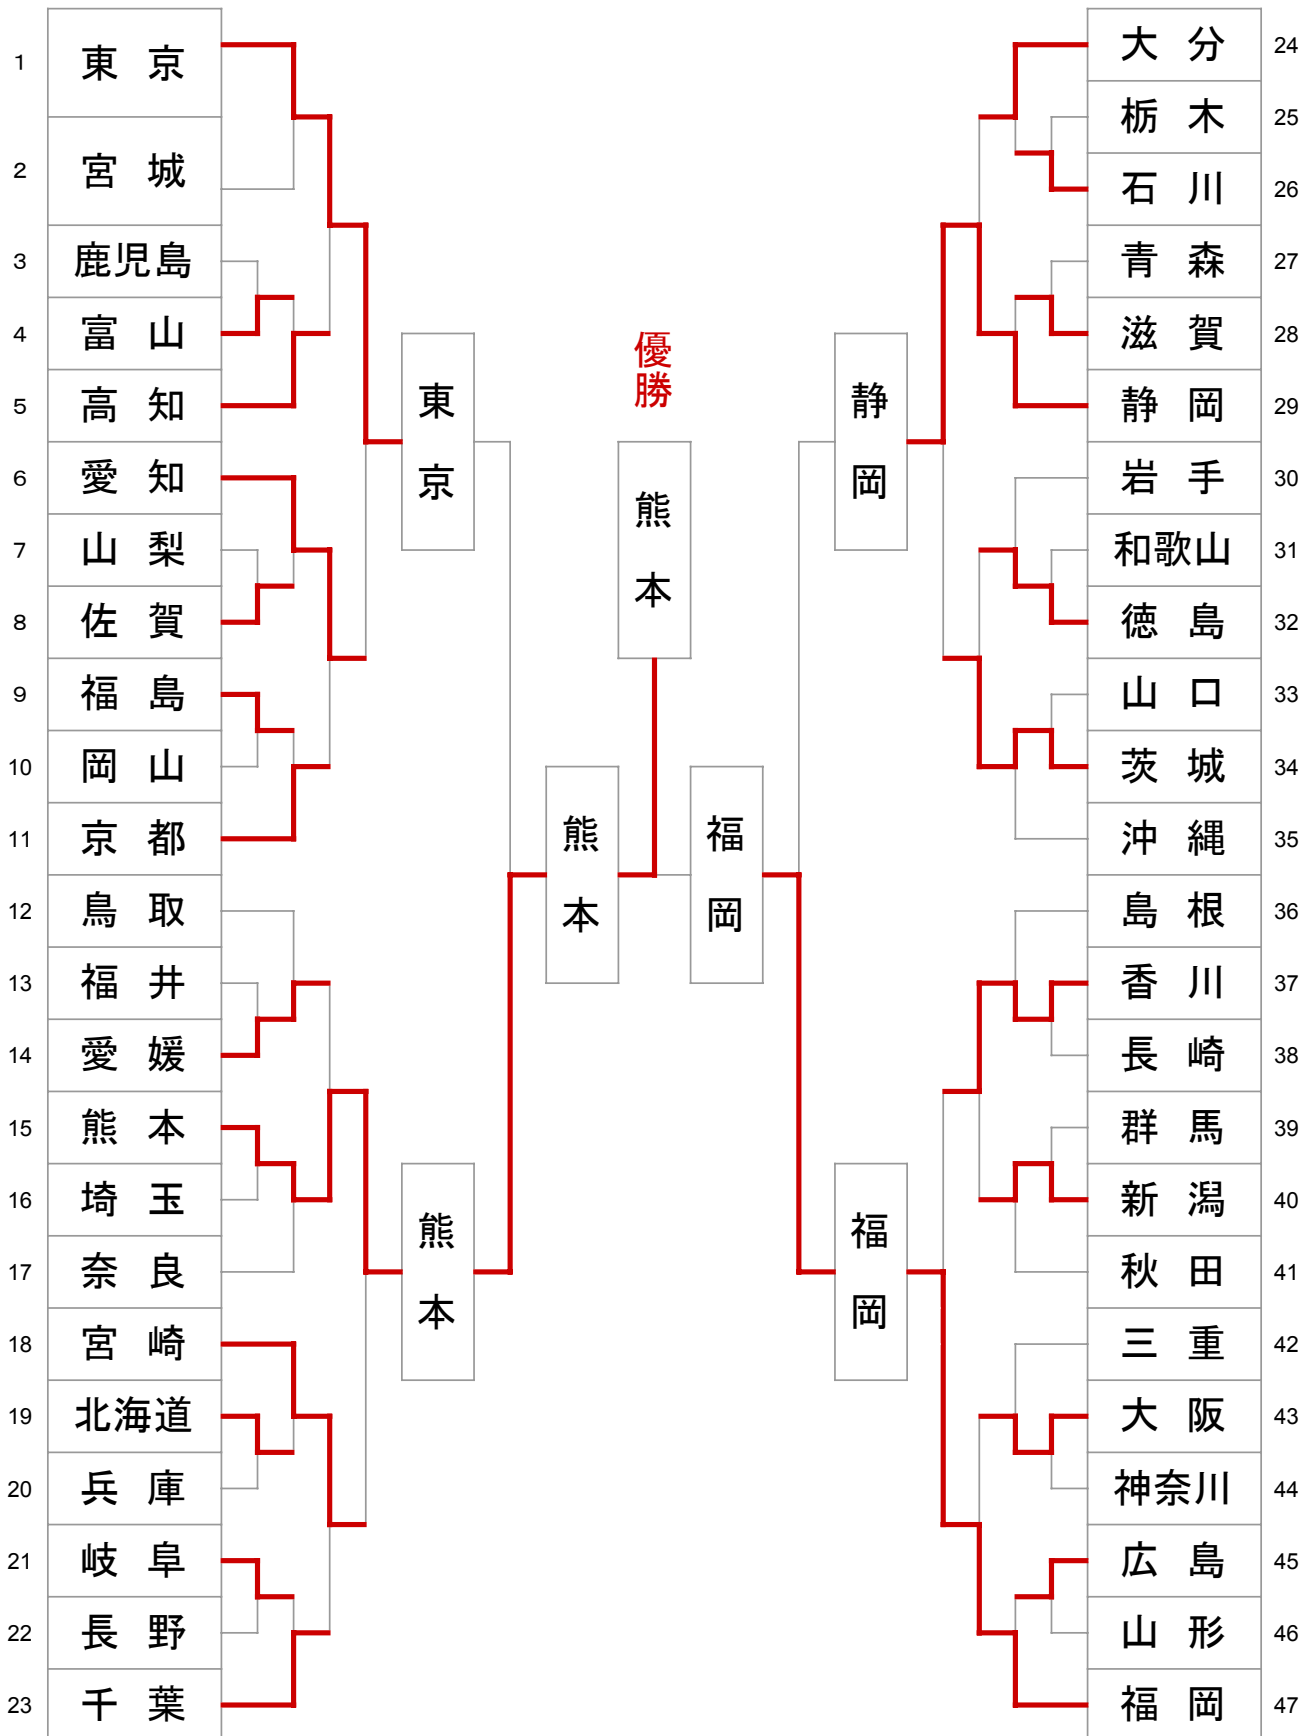 1 東京
2 宮城
3 鹿児島
4 富山
5 高知
6 愛知
7 山梨
8 佐賀
9 福島
10 岡山
11 京都
12 鳥取
13 福井
14 愛媛
15 熊本
16 埼玉
17 奈良
18 宮崎
19 北海道
20 兵庫
21 岐阜
22 長野
23 千葉
東京
熊本
熊本
優勝
熊本
福岡
静岡
福岡
大分 24
栃木 25
石川 26
青森 27
滋賀 28
静岡 29
岩手 30
和歌山 31
徳島 32
山口 33
茨城 34
沖縄 35
島根 36
香川 37
長崎 38
群馬 39
新潟 40
秋田 41
三重 42
大阪 43
神奈川 44
広島 45
山形 46
福岡 47